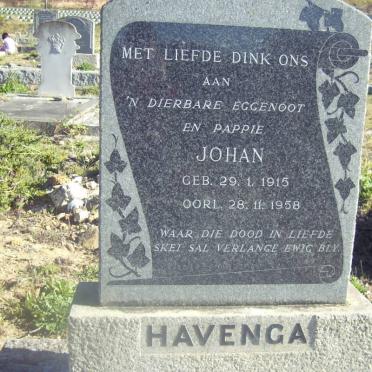 MET LIEFDE DINK ONS
AAN
'N DIERBARE EGGENOOT
EN PAPPIE
JOHAN
GEB. 29. 1. 1915
OORL. 28. 11. 1958
WAAR DIE DOOD IN LIEFDE
SKEI SAL VERLANGE EWIG BLY
HAVENGA